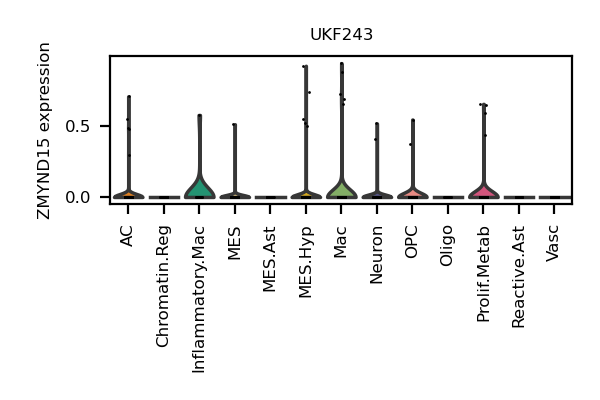 UKF243
ZMYND15 expression
0.5
0.0
AC
Chromatin.Reg
Inflammatory.Mac
MES
MES.Ast
MES.Hyp
Mac
Neuron
OPC
Oligo
Prolif.Metab
Reactive.Ast
Vasc